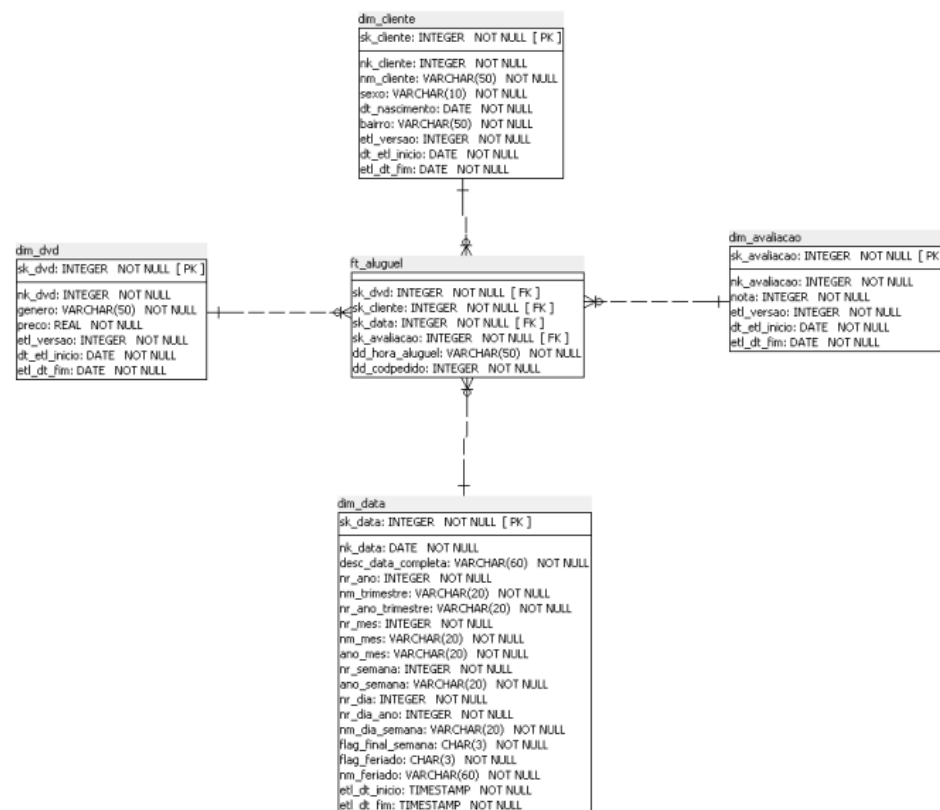 dim_cliente
sk_cliente: INTEGER NOT NULL [ PK ]
nk_cliente: INTEGER NOT NULL
nm_cliente: VARCHAR(50) NOT NULL
sexo: VARCHAR(10) NOT NULL
dt_nascimento: DATE NOT NULL
bairro: VARCHAR(50) NOT NULL
etl_versao: INTEGER NOT NULL
dt_etl_inicio: DATE NOT NULL
etl_dt_fim: DATE NOT NULL
dim_dvd
sk_dvd: INTEGER NOT NULL [ PK ]
nk_dvd: INTEGER NOT NULL
genero: VARCHAR(50) NOT NULL
preco: REAL NOT NULL
etl_versao: INTEGER NOT NULL
dt_etl_inicio: DATE NOT NULL
etl_dt_fim: DATE NOT NULL
ft_aluguel
sk_dvd: INTEGER NOT NULL [ FK ]
sk_cliente: INTEGER NOT NULL [ FK ]
sk_data: INTEGER NOT NULL [ FK ]
sk_avaliacao: INTEGER NOT NULL [ FK ]
dd_hora_aluguel: VARCHAR(50) NOT NULL
dd_codpedido: INTEGER NOT NULL
dim_avaliacao
sk_avaliacao: INTEGER NOT NULL [ PK
nk_avaliacao: INTEGER NOT NULL
nota: INTEGER NOT NULL
etl_versao: INTEGER NOT NULL
dt_etl_inicio: DATE NOT NULL
etl_dt_fim: DATE NOT NULL
dim_data
sk_data: INTEGER NOT NULL [ PK ]
nk_data: DATE NOT NULL
desc_data_completa: VARCHAR(60) NOT NULL
nr_ano: INTEGER NOT NULL
nm_trimestre: VARCHAR(20) NOT NULL
nr_ano_trimestre: VARCHAR(20) NOT NULL
nr_mes: INTEGER NOT NULL
nm_mes: VARCHAR(20) NOT NULL
ano_mes: VARCHAR(20) NOT NULL
nr_semana: INTEGER NOT NULL
ano_semana: VARCHAR(20) NOT NULL
nr_dia: INTEGER NOT NULL
nr_dia_ano: INTEGER NOT NULL
nm_dia_semana: VARCHAR(20) NOT NULL
flag_final_semana: CHAR(3) NOT NULL
flag_feriado: CHAR(3) NOT NULL
nm_feriado: VARCHAR(60) NOT NULL
etl_dt_inicio: TIMESTAMP NOT NULL
etl_dt_fim: TIMESTAMP NOT NULL